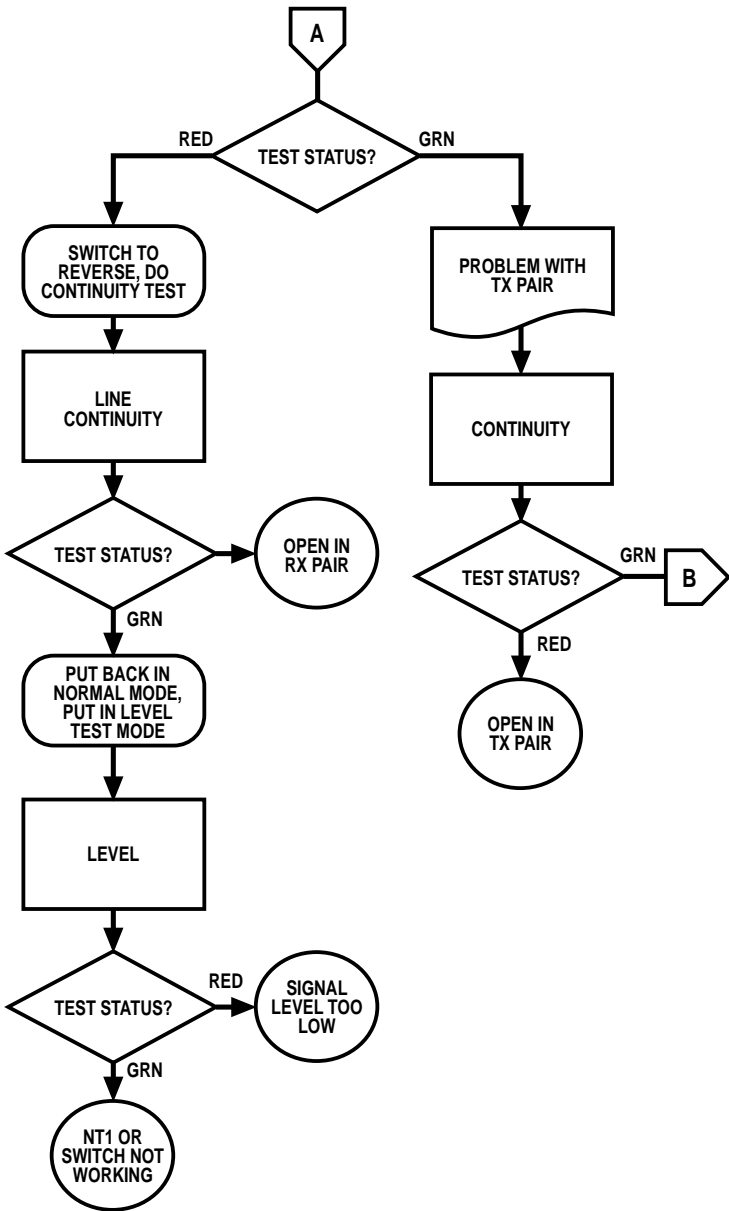 A
RED
TEST STATUS?
GRN
SWITCH TO
REVERSE, DO
CONTINUITY TEST
PROBLEM WITH
TX PAIR
LINE
CONTINUITY
CONTINUITY
TEST STATUS?
OPEN IN
RX PAIR
GRN
TEST STATUS?
GRN
B
RED
OPEN IN
TX PAIR
PUT BACK IN
NORMAL MODE,
PUT IN LEVEL
TEST MODE
LEVEL
TEST STATUS?
RED
SIGNAL
LEVEL TOO
LOW
GRN
NT1 OR
SWITCH NOT
WORKING